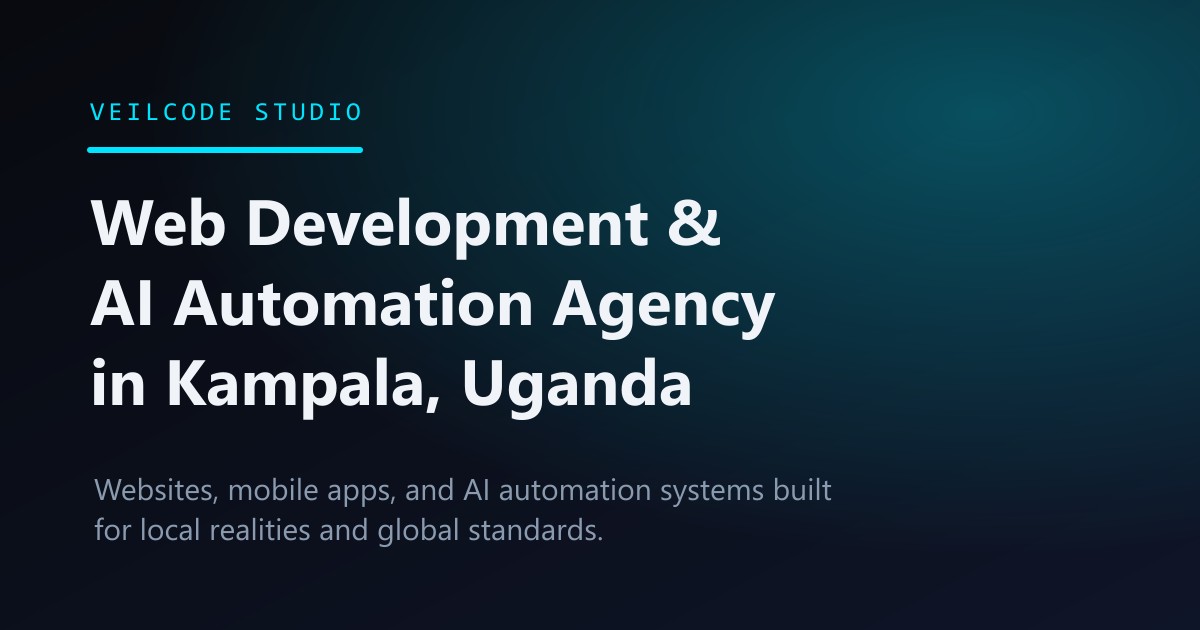 VEILCODE STUDIO
Web Development &
AI Automation Agency
in Kampala, Uganda
Websites, mobile apps, and AI automation systems built
for local realities and global standards.